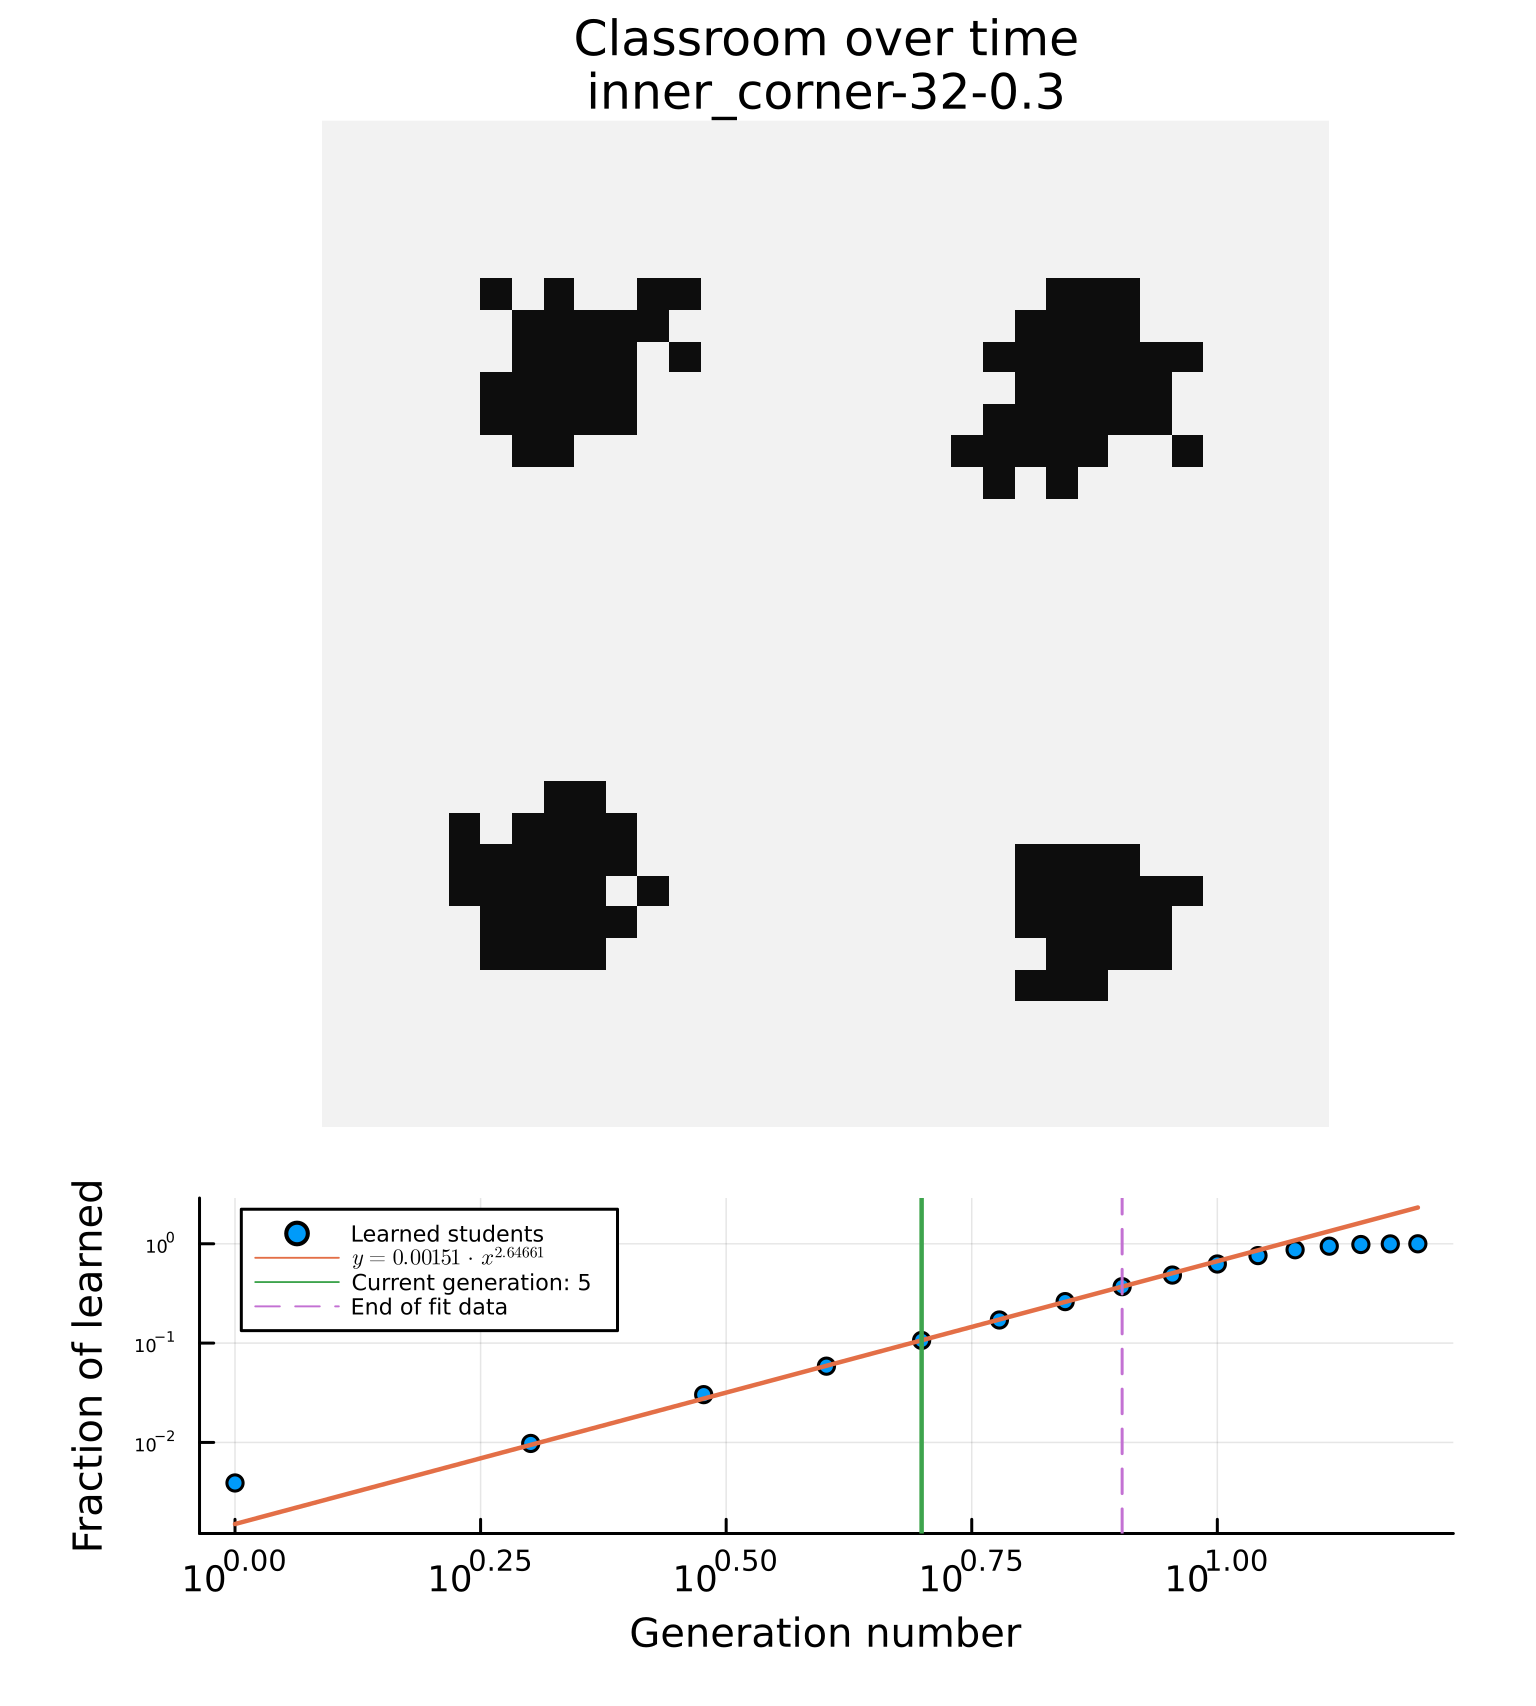 Classroom over time
inner_corner-32-0.3
Fraction of learned
10⁰
10⁻¹
10⁻²
Learned students
y = 0.00151 · x^2.64661
Current generation: 5
End of fit data
10^0.00 10^0.25 10^0.50 10^0.75 10^1.00
Generation number